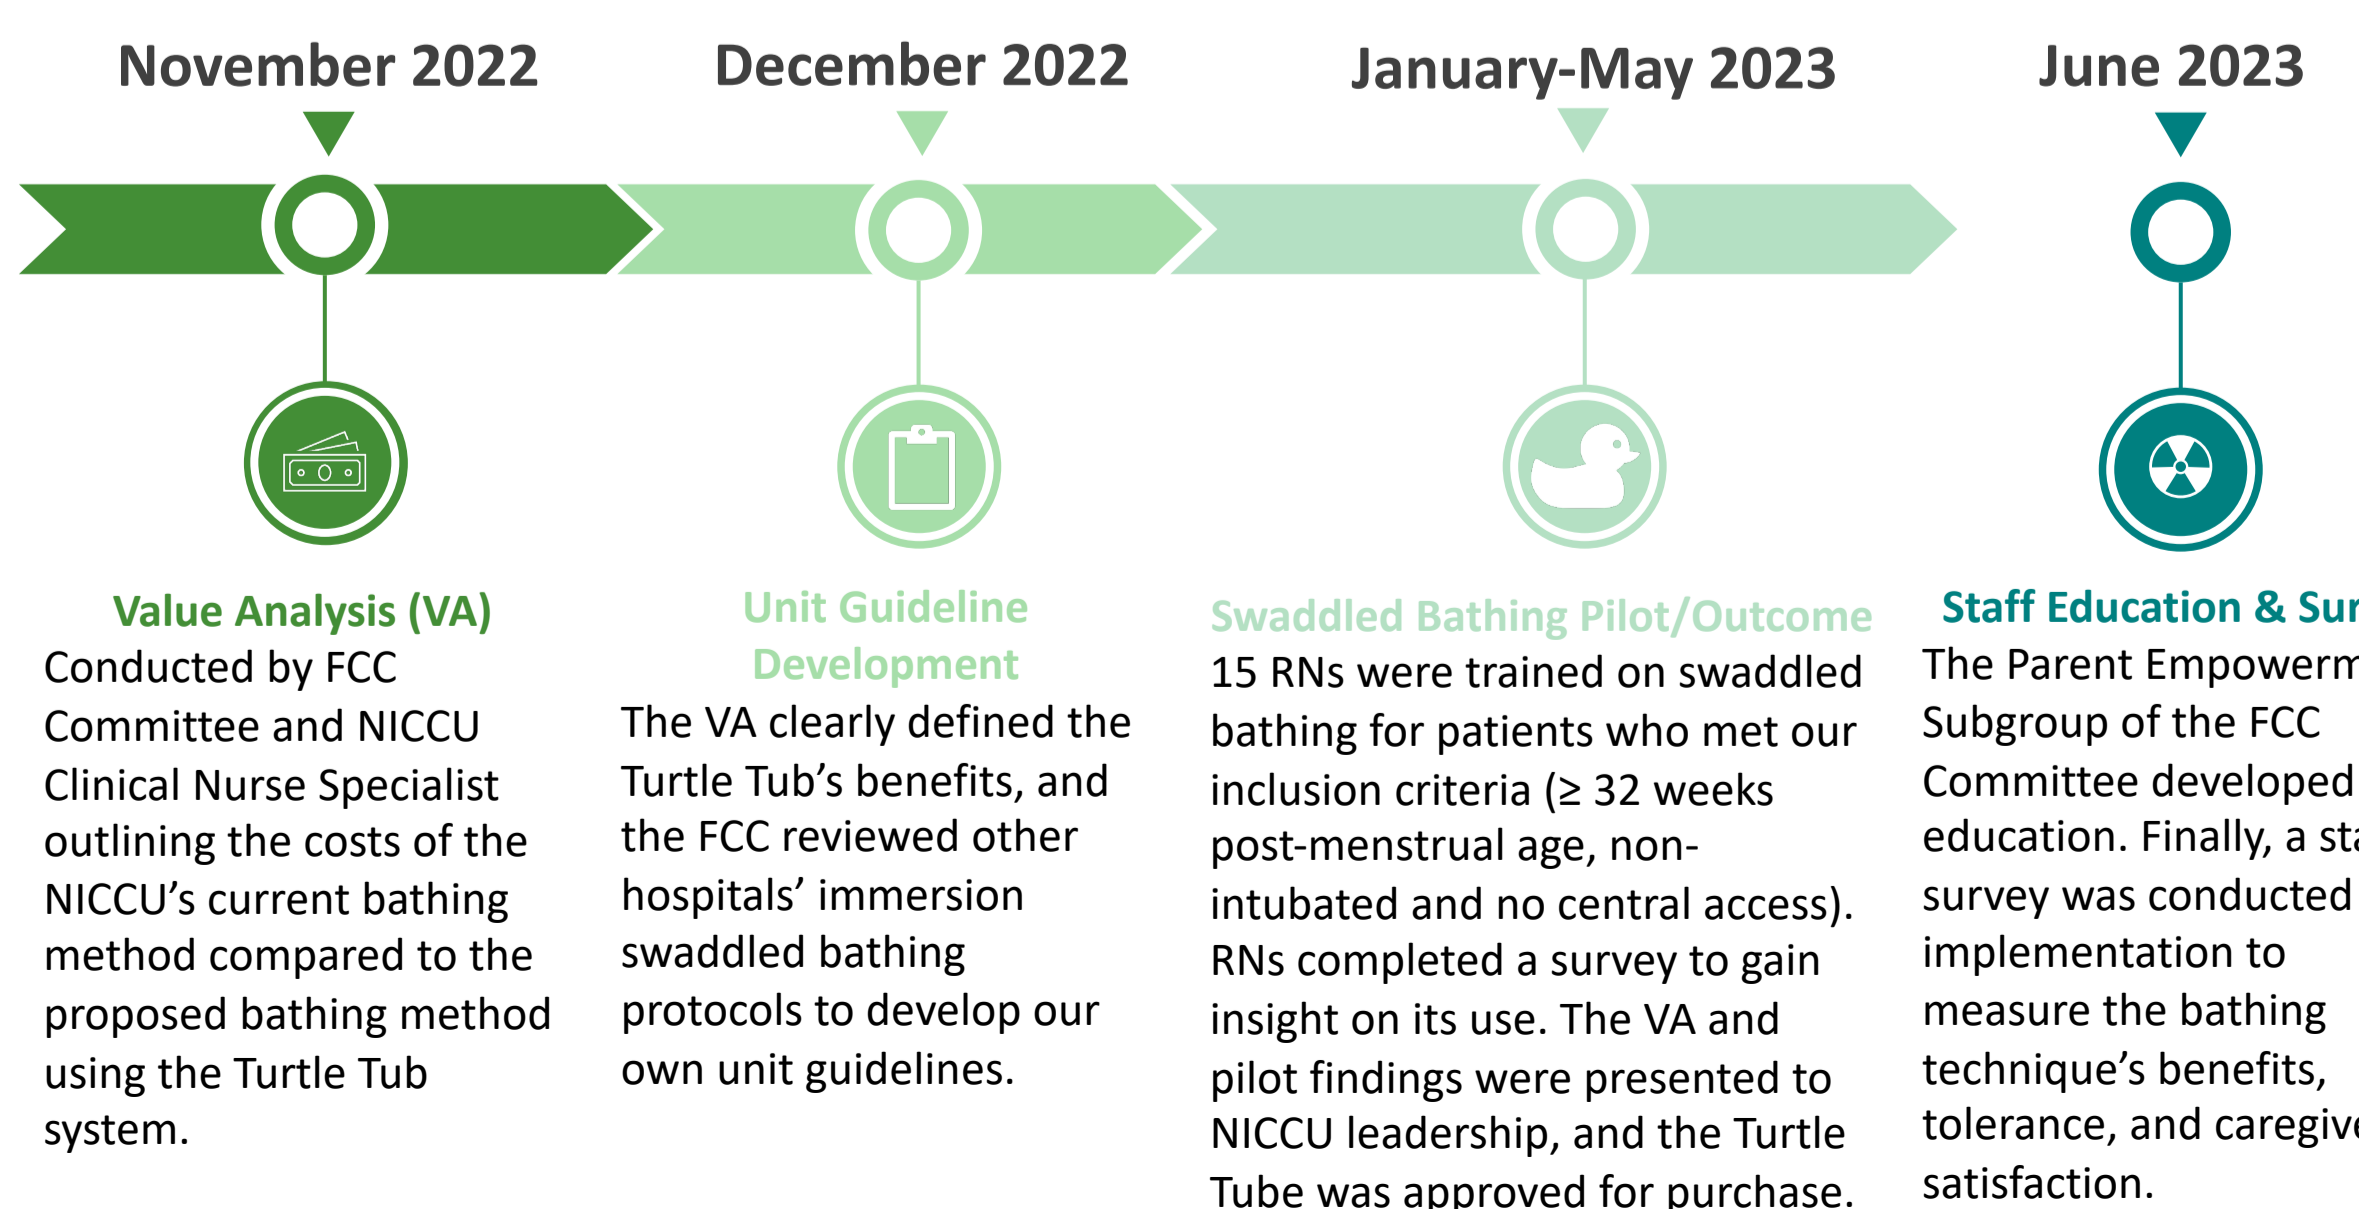 November 2022
Value Analysis (VA)
Conducted by FCC
Committee and NICCU
Clinical Nurse Specialist
outlining the costs of the
NICCU’s current bathing
method compared to the
proposed bathing method
using the Turtle Tub
system.
December 2022
Unit Guideline
Development
The VA clearly defined the
Turtle Tub’s benefits, and
the FCC reviewed other
hospitals’ immersion
swaddled bathing
protocols to develop our
own unit guidelines.
January-May 2023
Swaddled Bathing Pilot/Outcome
15 RNs were trained on swaddled
bathing for patients who met our
inclusion criteria (≥ 32 weeks
post-menstrual age, non-
intubated and no central access).
RNs completed a survey to gain
insight on its use. The VA and
pilot findings were presented to
NICCU leadership, and the Turtle
Tube was approved for purchase.
June 2023
Staff Education &
The Parent
Subgroup of the FCC
Committee developed
education. Finally, a
survey was conducted
implementation to
measure the bathing
technique’s benefits,
tolerance, and
satisfaction.